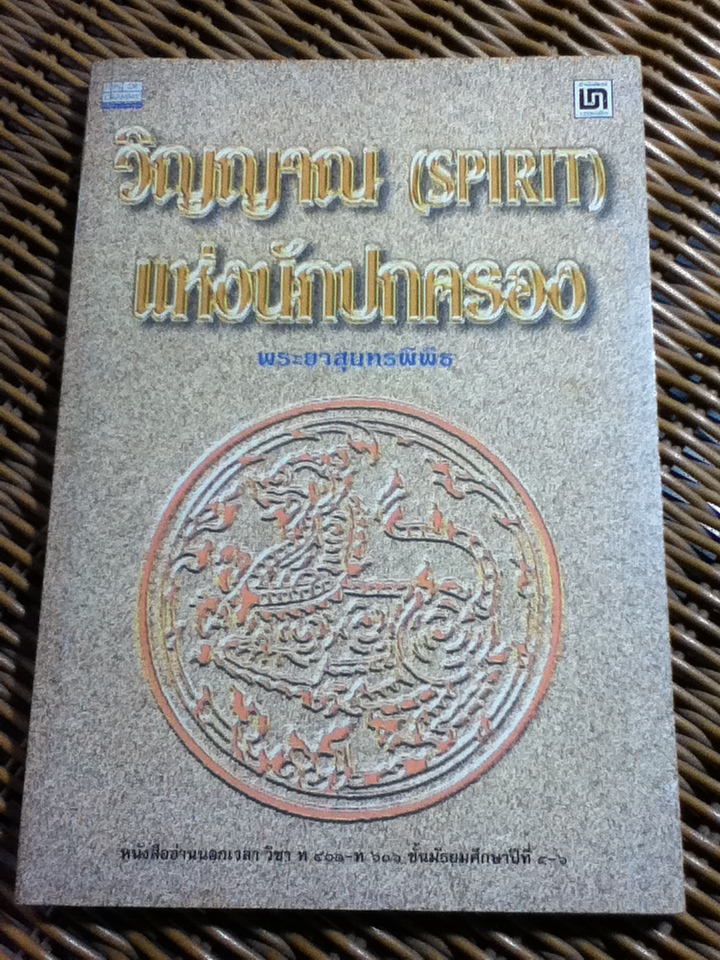 วิญญาณ (SPIRIT)
แห่งนักปกครอง
พระยาสุนทรพิพิธ
หนังสืออ่านนอกเวลา วิชา ท ๔๐๑-ท ๖๐๖ ชั้นมัธยมศึกษาปีที่ ๔-๖